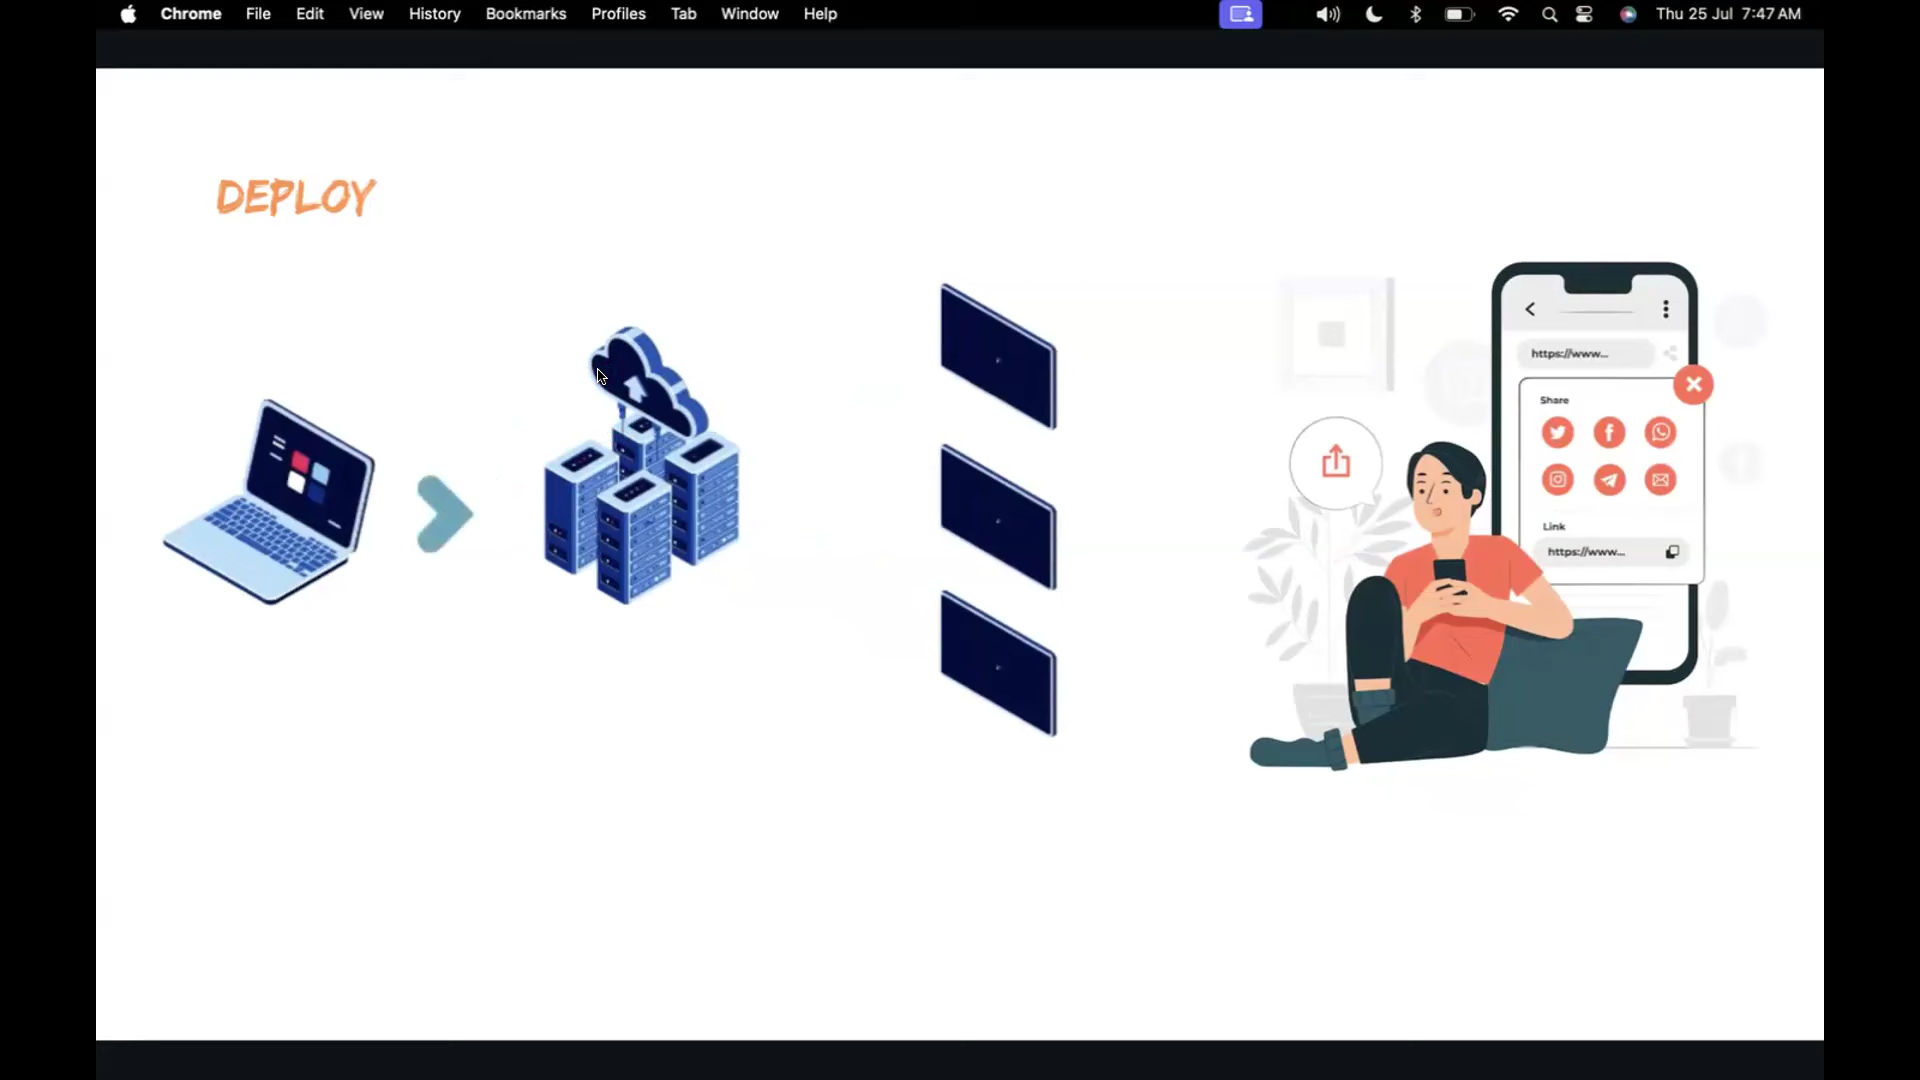 Chrome File Edit View History Bookmarks Profiles Tab Window Help Thu 25 Jul 7:47 AM
DEPLOY
https://www...
Share
Link
https://www...